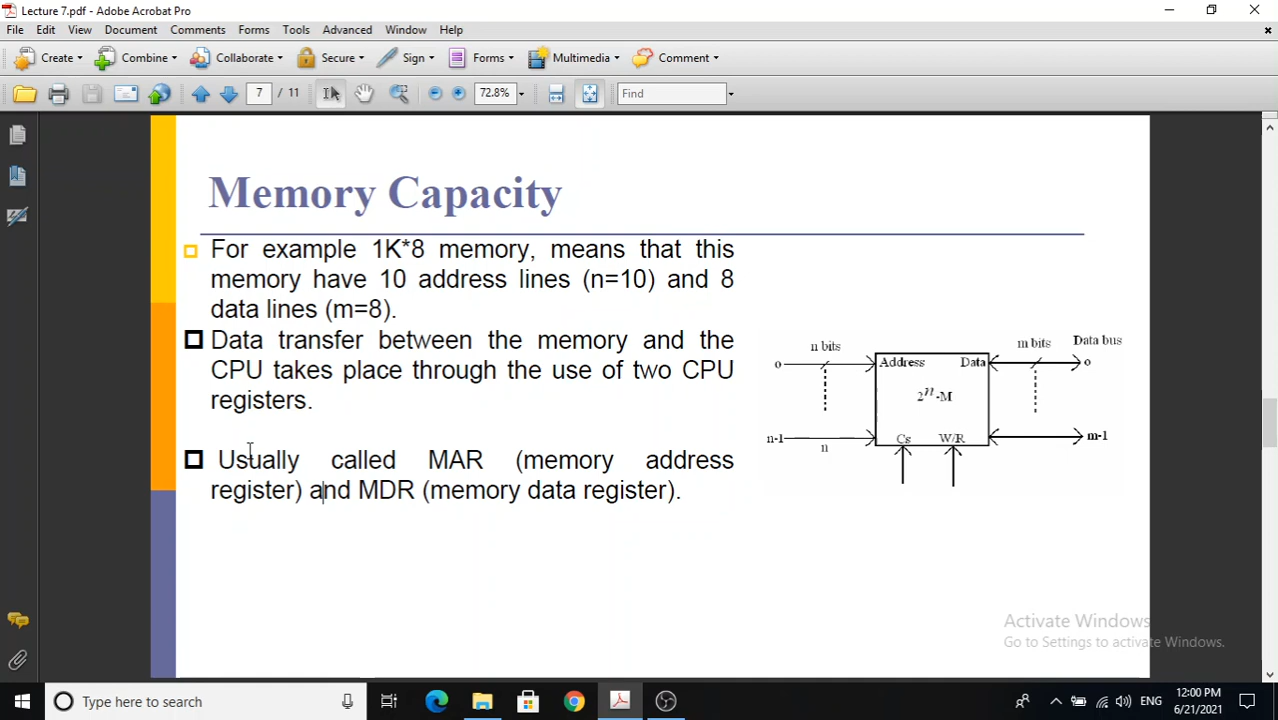 Lecture 7.pdf - Adobe Acrobat Pro
File Edit View Document Comments Forms Tools Advanced Window Help
Create Combine Collaborate Secure Sign Forms Multimedia Comment
7 / 11 72.8% Find
Memory Capacity
For example 1K*8 memory, means that this
memory have 10 address lines (n=10) and 8
data lines (m=8).
Data transfer between the memory and the
CPU takes place through the use of two CPU
registers.
Usually called MAR (memory address
register) and MDR (memory data register).
n bits m bits Data bus
o Address Data o
2ⁿ-M
n-1 Cs W/R m-1
n
Activate Windows
Go to Settings to activate Windows.
Type here to search
ENG
12:00 PM
6/21/2021